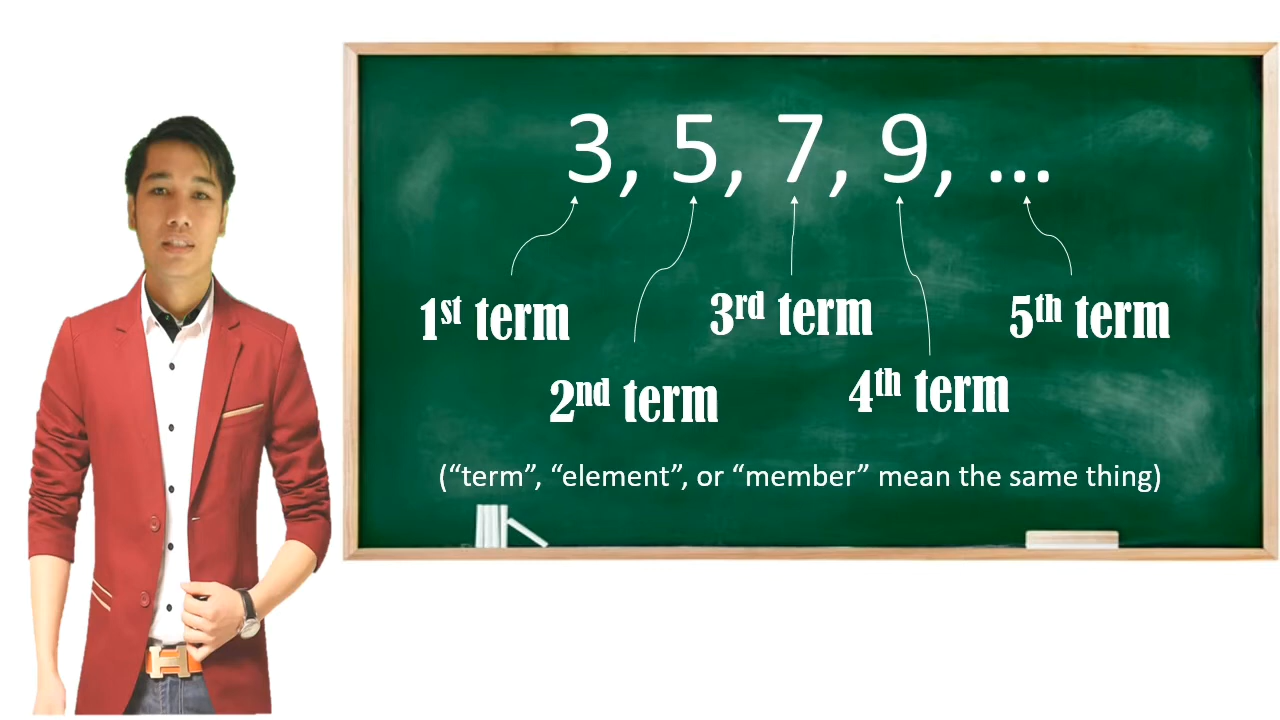 3, 5, 7, 9, ...
1st term
3rd term
5th term
2nd term
4th term
(“term”, “element”, or “member” mean the same thing)